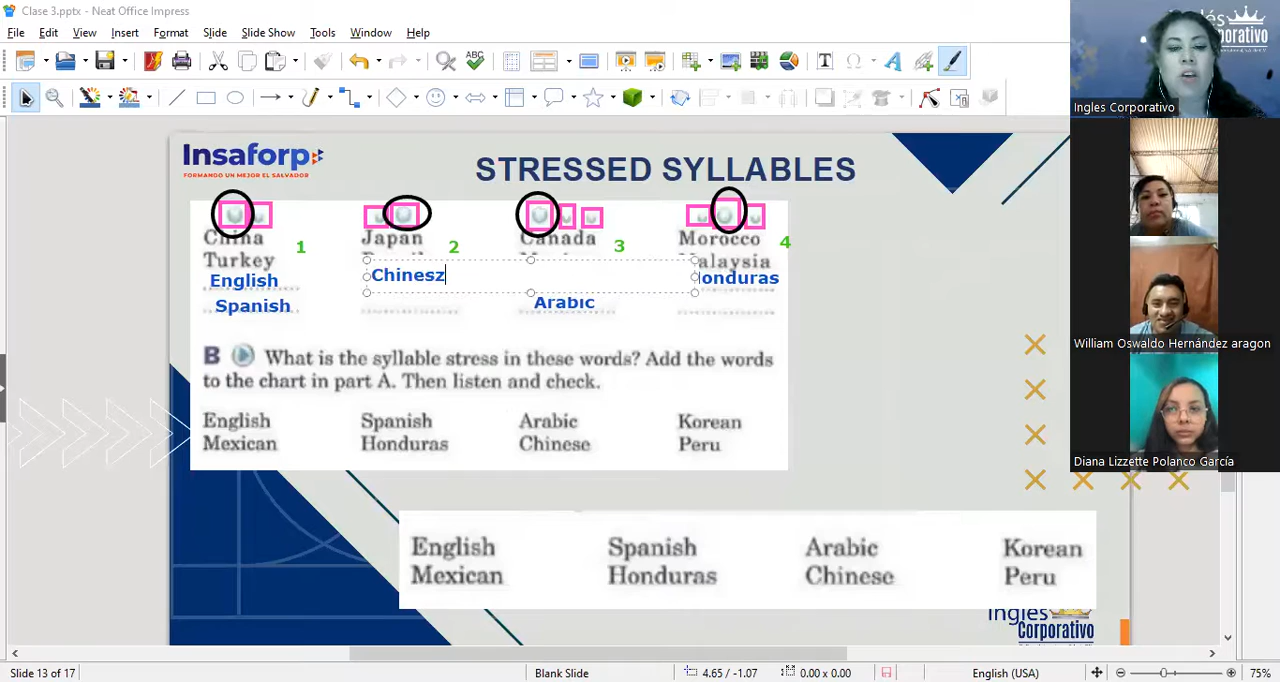 Clase 3.pptx - Neat Office Impress
File Edit View Insert Format Slide Slide Show Tools Window Help
Insaforp
FORMANDO UN MEJOR EL SALVADOR
STRESSED SYLLABLES
China
Turkey
1
English
Spanish
Japan
2
Chinesz
Canada
3
Arabic
Morocco
4
Malaysia
onduras
B What is the syllable stress in these words? Add the words
to the chart in part A. Then listen and check.
English Spanish Arabic Korean
Mexican Honduras Chinese Peru
English Spanish Arabic Korean
Mexican Honduras Chinese Peru
Inglés
Corporativo
Corporativo
Ingles Corporativo
William Oswaldo Hernández aragon
Diana Lizzette Polanco García
Slide 13 of 17 Blank Slide 4.65 / -1.07 0.00 x 0.00 English (USA) 75%